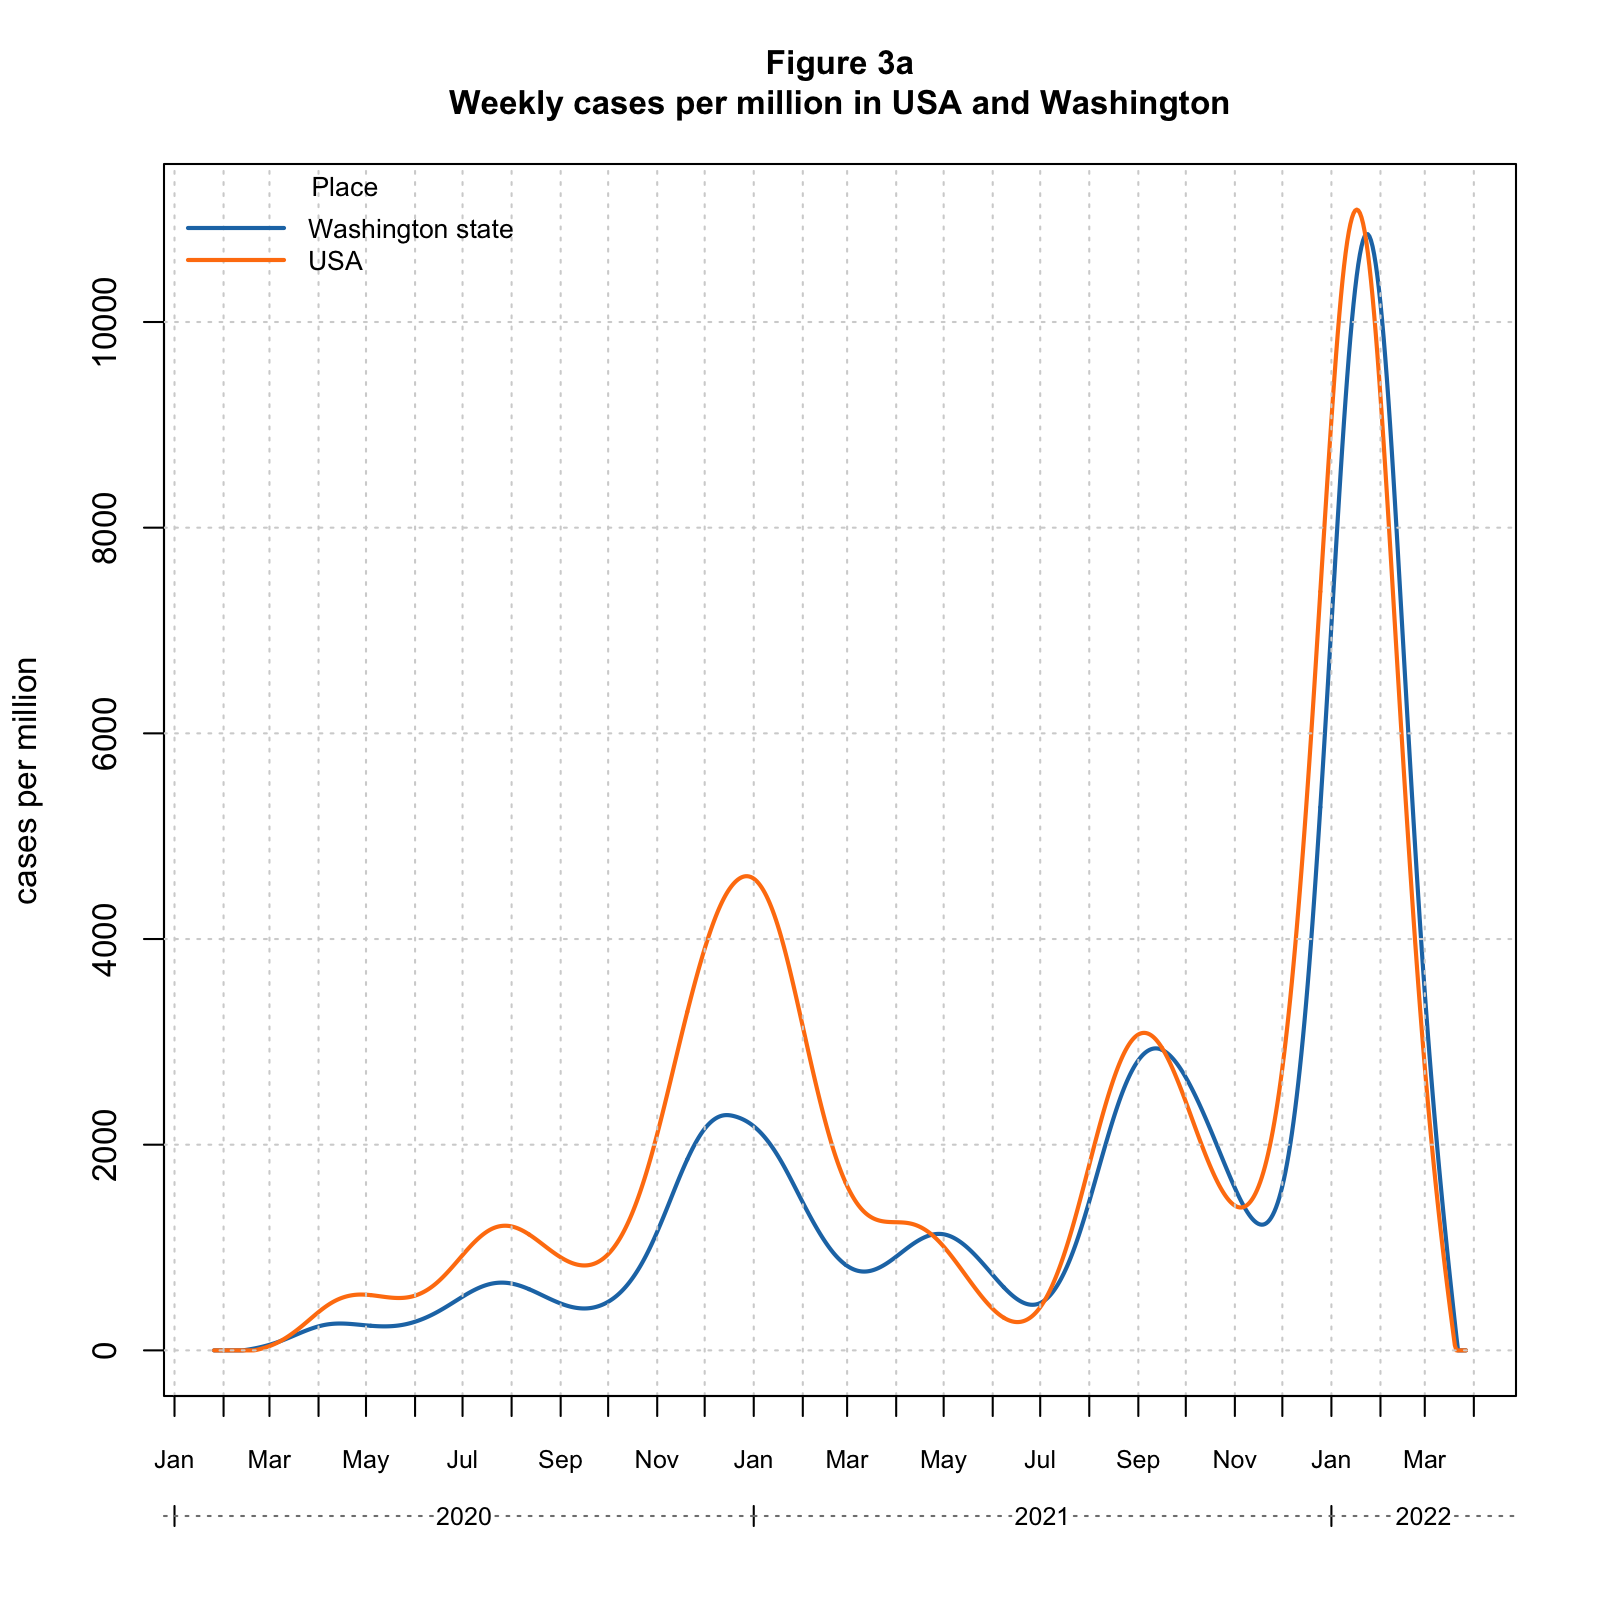 Figure 3a
Weekly cases per million in USA and Washington
Place
Washington state
USA
cases per million
10000
8000
6000
4000
2000
0
Jan Mar May Jul Sep Nov Jan Mar May Jul Sep Nov Jan Mar
2020 2021 2022